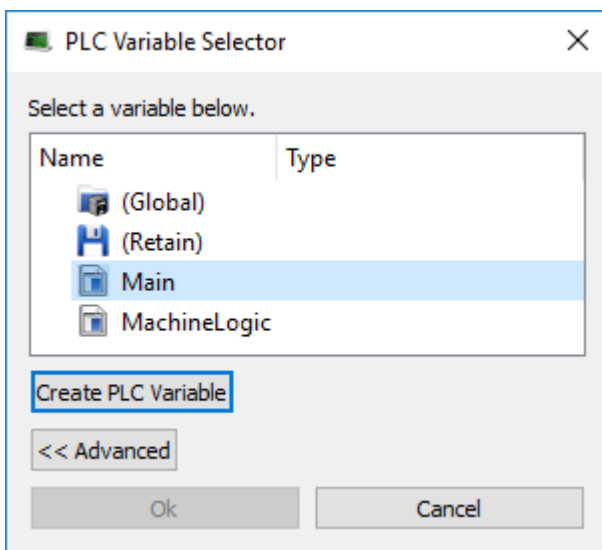 PLC Variable Selector
Select a variable below.
Name Type
(Global)
(Retain)
Main
MachineLogic
Create PLC Variable
<< Advanced
Ok Cancel